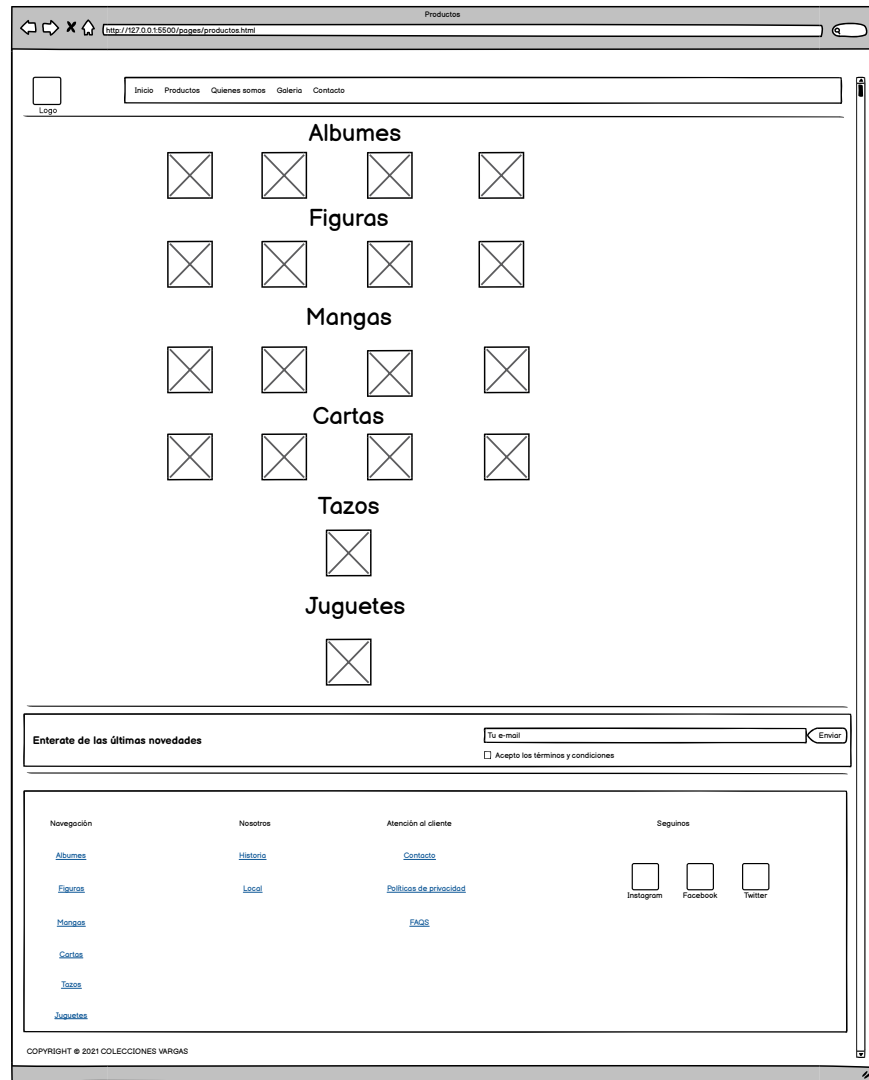 Productos
http://127.0.0.1:5500/pages/productos.html
Logo
Inicio Productos Quienes somos Galeria Contacto
Albumes
Figuras
Mangas
Cartas
Tazos
Juguetes
Enterate de las últimas novedades
Tu e-mail
Enviar
Acepto los términos y condiciones
Navegación
Albumes
Figuras
Mangas
Cartas
Tazos
Juguetes
Nosotros
Historia
Local
Atención al cliente
Contacto
Políticas de privacidad
FAQS
Seguinos
Instagram Facebook Twitter
COPYRIGHT © 2021 COLECCIONES VARGAS